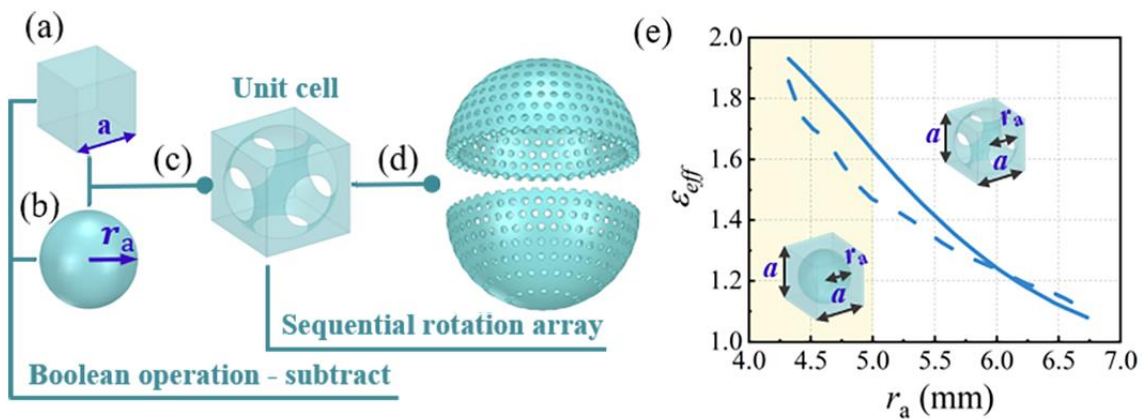 (a)
a
(b)
r_a
(c)
Unit cell
(d)
Sequential rotation array
Boolean operation - subtract
(e)
ε_eff
2.0
1.8
1.6
1.4
1.2
1.0
a
r_a
a
a
r_a
a
4.0 4.5 5.0 5.5 6.0 6.5 7.0
r_a (mm)